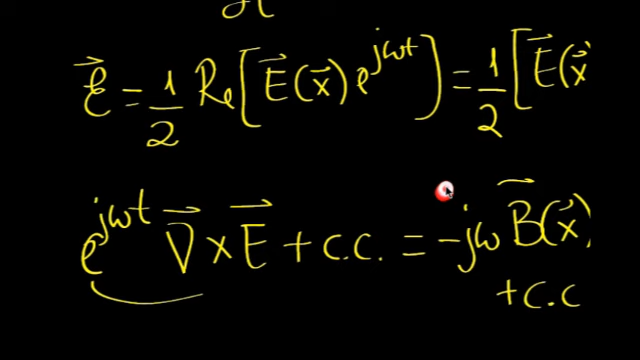 ℰ⃗ = 1/2 Re[E⃗(x⃗) e^{jωt}] = 1/2 [E⃗(x⃗
e^{jωt} ∇⃗ × E⃗ + c.c. = -jω B⃗(x⃗)
+ c.c